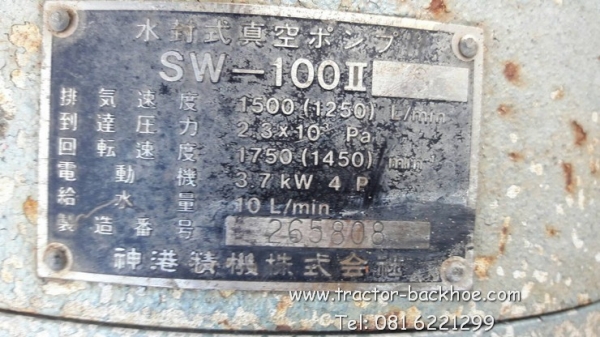 水封式真空ポンプ
SW-100II
排気速度 1500(1250) L/min
到達圧力 2.3×10³ Pa
回転速度 1750(1450) min⁻¹
電動機 3.7kW 4P
給水量 10 L/min
製造番号 265808
神港精機株式会社
www.tractor-backhoe.com
Tel: 081 6221299